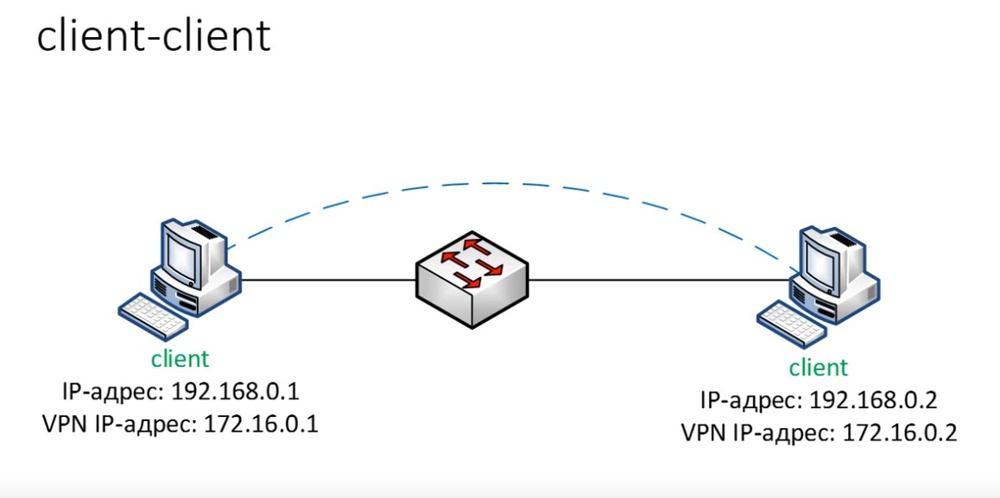 client-client
client
IP-адрес: 192.168.0.1
VPN IP-адрес: 172.16.0.1
client
IP-адрес: 192.168.0.2
VPN IP-адрес: 172.16.0.2